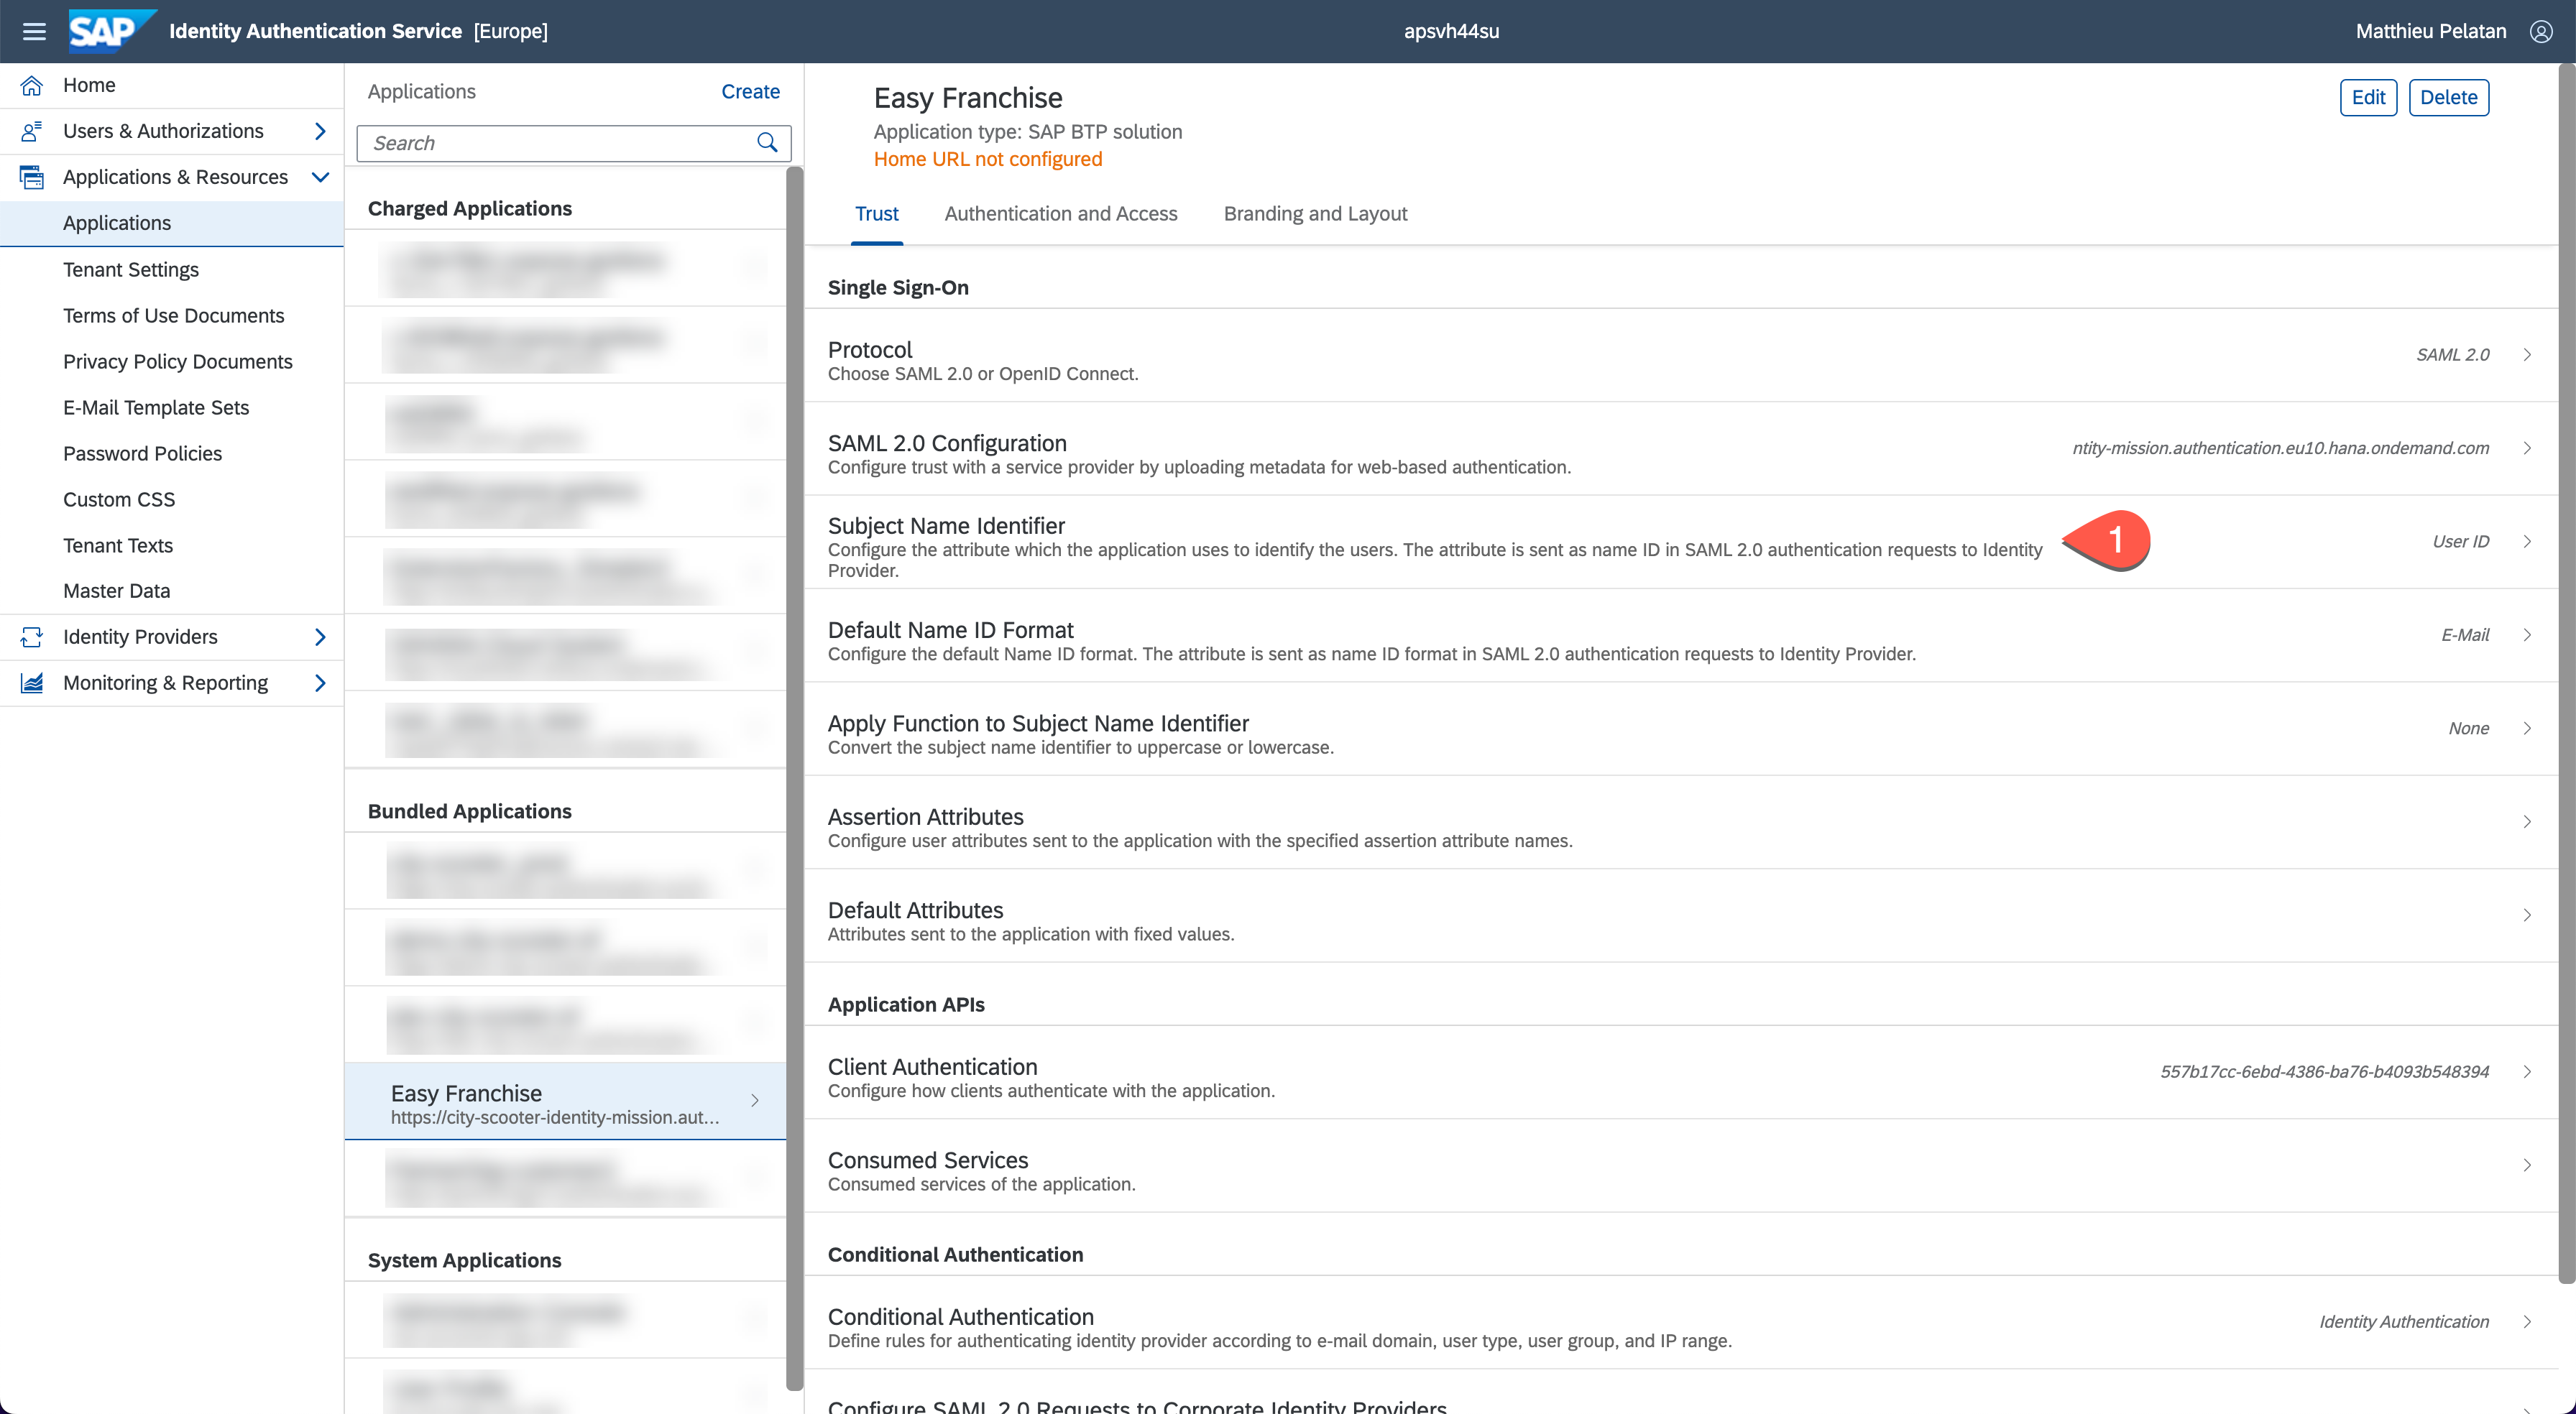 SAP Identity Authentication Service [Europe]
apsvh44su
Matthieu Pelatan
Home
Users & Authorizations
Applications & Resources
Applications
Tenant Settings
Terms of Use Documents
Privacy Policy Documents
E-Mail Template Sets
Password Policies
Custom CSS
Tenant Texts
Master Data
Identity Providers
Monitoring & Reporting
Applications
Create
Search
Charged Applications
Bundled Applications
Easy Franchise
https://city-scooter-identity-mission.aut...
System Applications
Easy Franchise
Application type: SAP BTP solution
Home URL not configured
Edit
Delete
Trust
Authentication and Access
Branding and Layout
Single Sign-On
Protocol
Choose SAML 2.0 or OpenID Connect.
SAML 2.0
SAML 2.0 Configuration
Configure trust with a service provider by uploading metadata for web-based authentication.
ntity-mission.authentication.eu10.hana.ondemand.com
Subject Name Identifier
Configure the attribute which the application uses to identify the users. The attribute is sent as name ID in SAML 2.0 authentication requests to Identity
Provider.
1
User ID
Default Name ID Format
Configure the default Name ID format. The attribute is sent as name ID format in SAML 2.0 authentication requests to Identity Provider.
E-Mail
Apply Function to Subject Name Identifier
Convert the subject name identifier to uppercase or lowercase.
None
Assertion Attributes
Configure user attributes sent to the application with the specified assertion attribute names.
Default Attributes
Attributes sent to the application with fixed values.
Application APIs
Client Authentication
Configure how clients authenticate with the application.
557b17cc-6ebd-4386-ba76-b4093b548394
Consumed Services
Consumed services of the application.
Conditional Authentication
Conditional Authentication
Define rules for authenticating identity provider according to e-mail domain, user type, user group, and IP range.
Identity Authentication
Configure SAML 2.0 Requests to Corporate Identity Providers